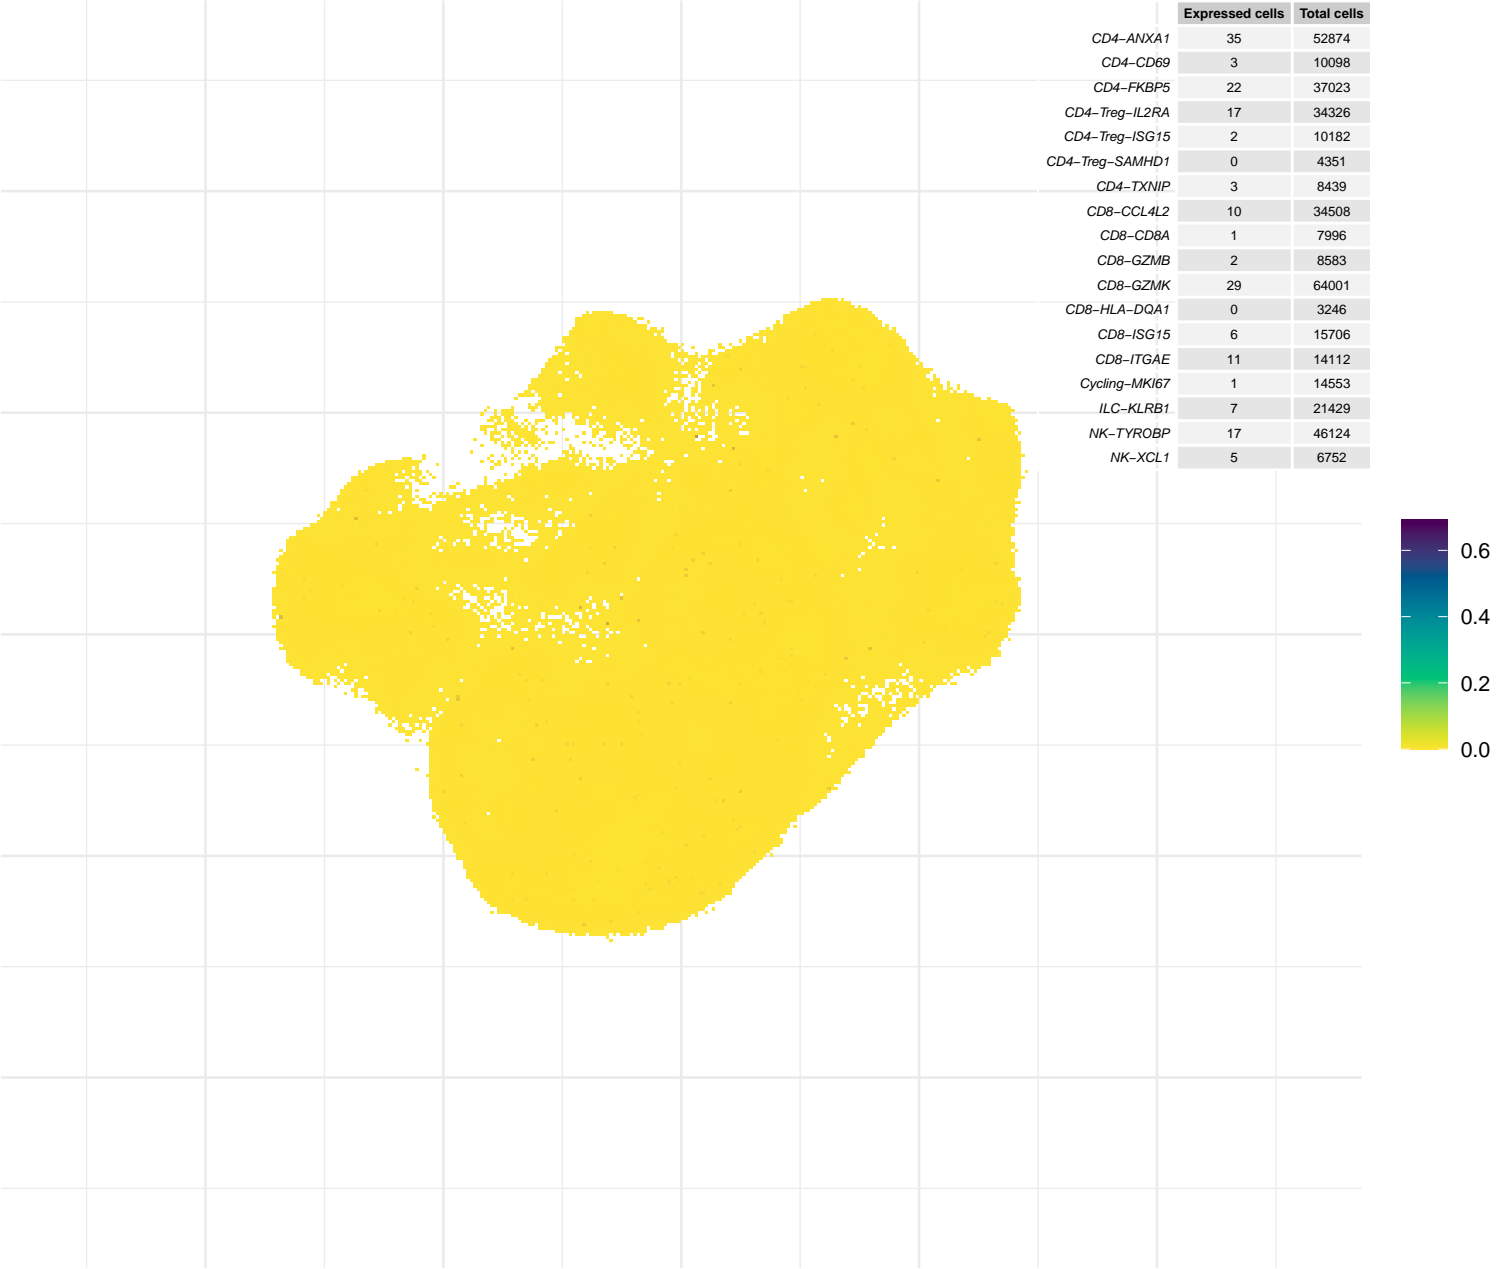 Expressed cells Total cells
CD4−ANXA1 35 52874
CD4−CD69 3 10098
CD4−FKBP5 22 37023
CD4−Treg−IL2RA 17 34326
CD4−Treg−ISG15 2 10182
CD4−Treg−SAMHD1 0 4351
CD4−TXNIP 3 8439
CD8−CCL4L2 10 34508
CD8−CD8A 1 7996
CD8−GZMB 2 8583
CD8−GZMK 29 64001
CD8−HLA−DQA1 0 3246
CD8−ISG15 6 15706
CD8−ITGAE 11 14112
Cycling−MKI67 1 14553
ILC−KLRB1 7 21429
NK−TYROBP 17 46124
NK−XCL1 5 6752
0.6
0.4
0.2
0.0